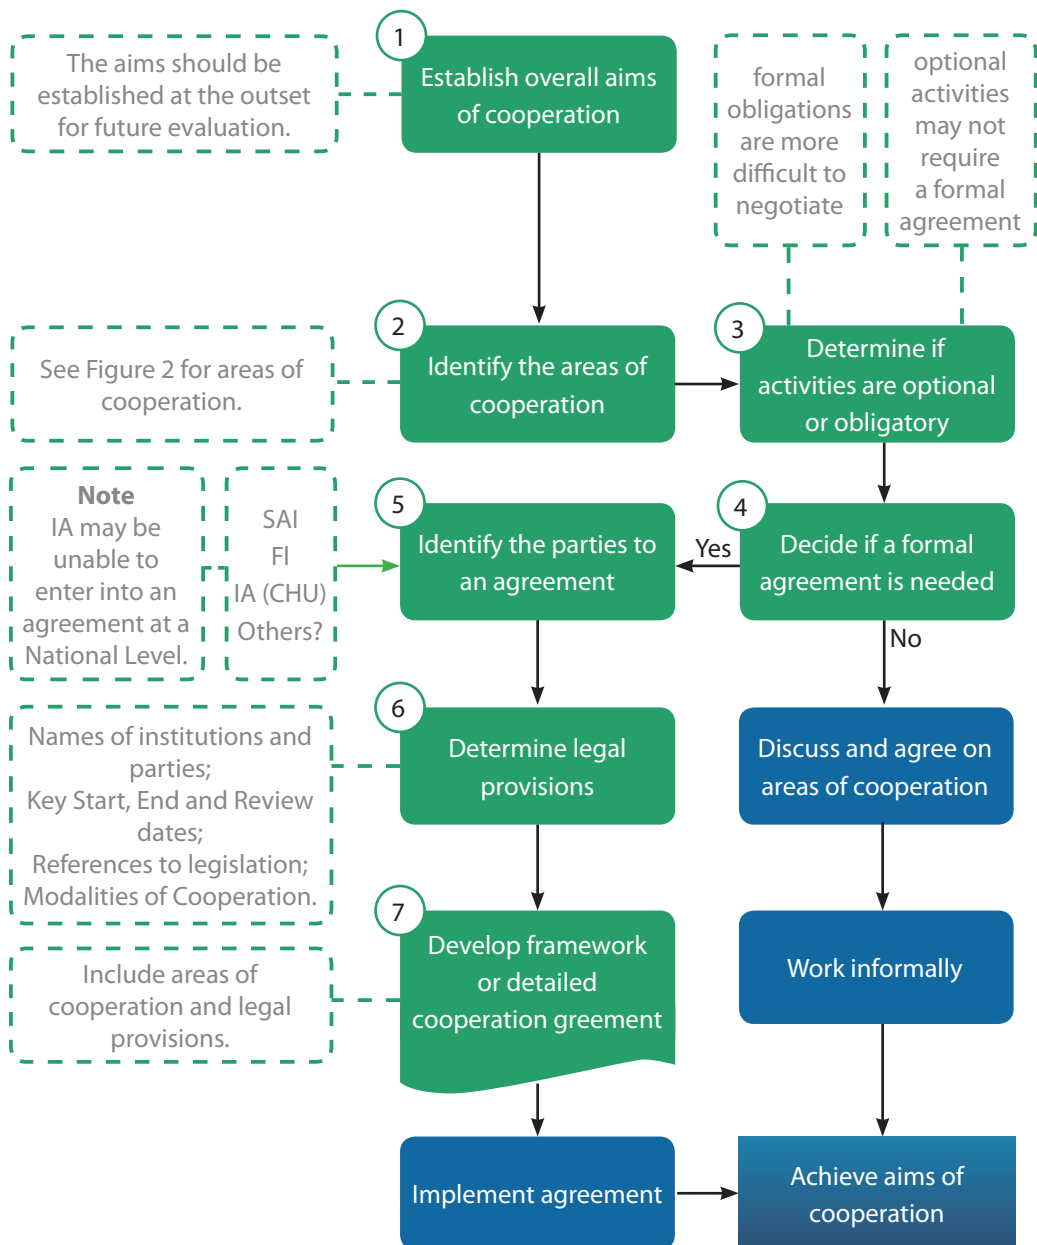 1
The aims should be
established at the outset
for future evaluation.
Establish overall aims
of cooperation
formal
obligations
are more
difficult to
negotiate
optional
activities
may not
require
a formal
agreement
2
See Figure 2 for areas of
cooperation.
Identify the areas of
cooperation
3
Determine if
activities are optional
or obligatory
Note
IA may be
unable to
enter into an
agreement at a
National Level.
SAI
FI
IA (CHU)
Others?
5
Identify the parties to
an agreement
Yes
4
Decide if a formal
agreement is needed
No
Names of institutions and
parties;
Key Start, End and Review
dates;
References to legislation;
Modalities of Cooperation.
6
Determine legal
provisions
Discuss and agree on
areas of cooperation
Include areas of
cooperation and legal
provisions.
7
Develop framework
or detailed
cooperation greement
Work informally
Implement agreement
Achieve aims of
cooperation